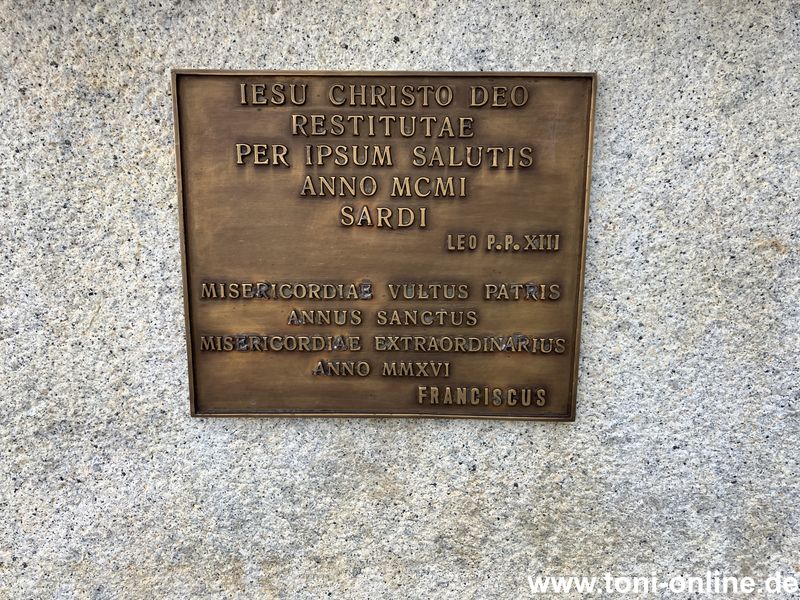 IESU CHRISTO DEO
RESTITUTAE
PER IPSUM SALUTIS
ANNO MCMI
SARDI
LEO P.P. XIII
MISERICORDIAE VULTUS PATRIS
ANNUS SANCTUS
MISERICORDIAE EXTRAORDINARIUS
ANNO MMXVI
FRANCISCUS
www.toni-online.de